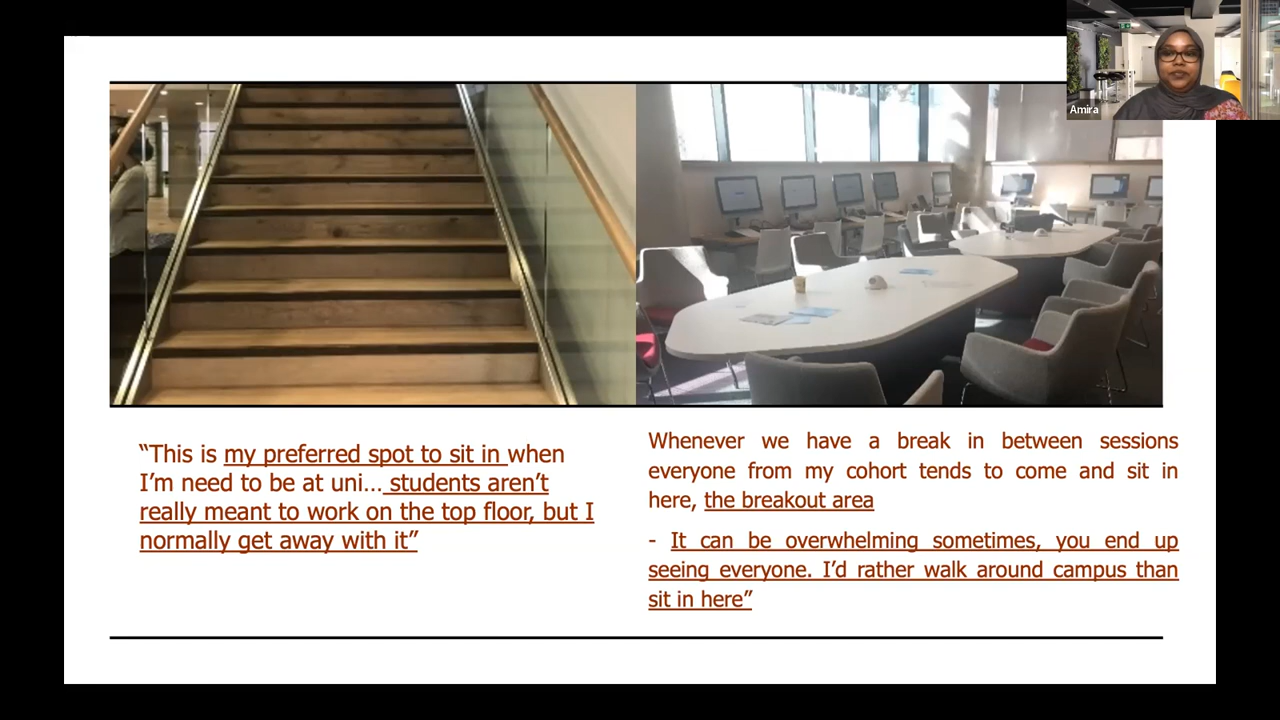 Amira
“This is my preferred spot to sit in when
I’m need to be at uni… students aren’t
really meant to work on the top floor, but I
normally get away with it”
Whenever we have a break in between sessions
everyone from my cohort tends to come and sit in
here, the breakout area
- It can be overwhelming sometimes, you end up
seeing everyone. I’d rather walk around campus than
sit in here”